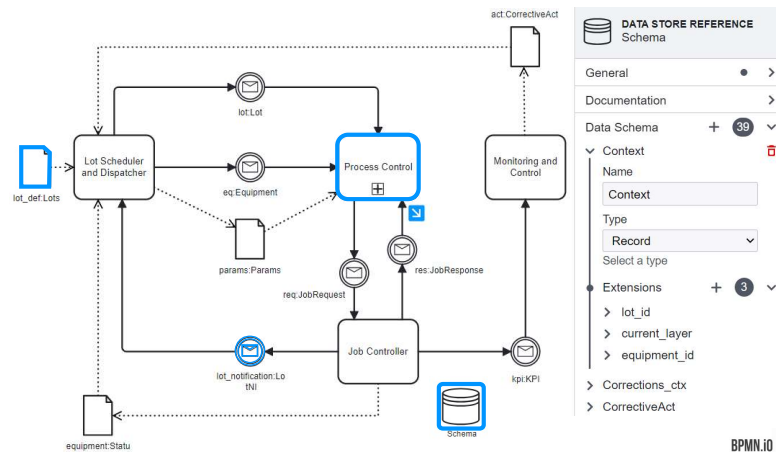 act:CorrectiveAct
lot:Lot
Lot Scheduler
and Dispatcher
Process Control
Monitoring and
Control
lot_def:Lots
eq:Equipment
params:Params
res:JobResponse
req:JobRequest
Job Controller
lot_notification:Lo
tNI
kpi:KPI
Schema
equipment:Statu
DATA STORE REFERENCE
Schema
General
Documentation
Data Schema + 39
Context
Name
Context
Type
Record
Select a type
Extensions + 3
lot_id
current_layer
equipment_id
Corrections_ctx
CorrectiveAct
BPMN.iO